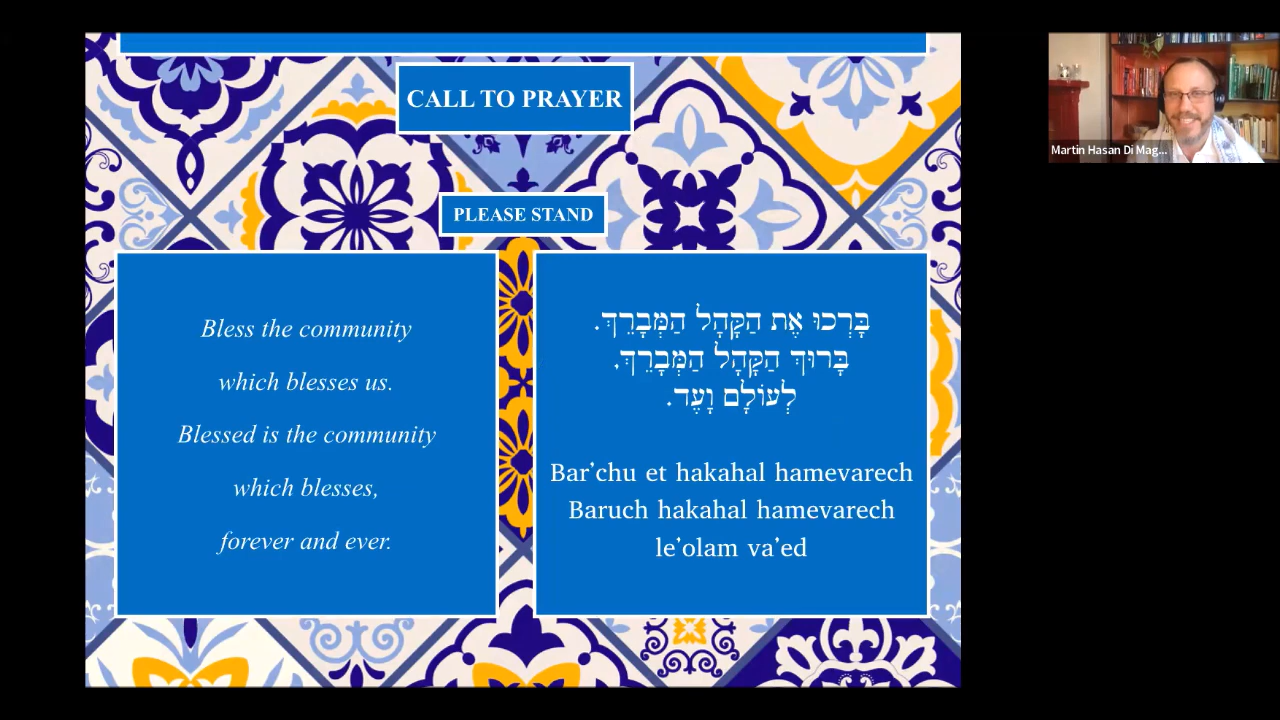 CALL TO PRAYER
PLEASE STAND
Bless the community
which blesses us.
Blessed is the community
which blesses,
forever and ever.
בָּרְכוּ אֶת הַקָּהָל הַמְּבָרֵךְ.
בָּרוּךְ הַקָּהָל הַמְּבָרֵךְ,
לְעוֹלָם וָעֶד.
Bar’chu et hakahal hamevarech
Baruch hakahal hamevarech
le’olam va’ed
Martin Hasan Di Mag...